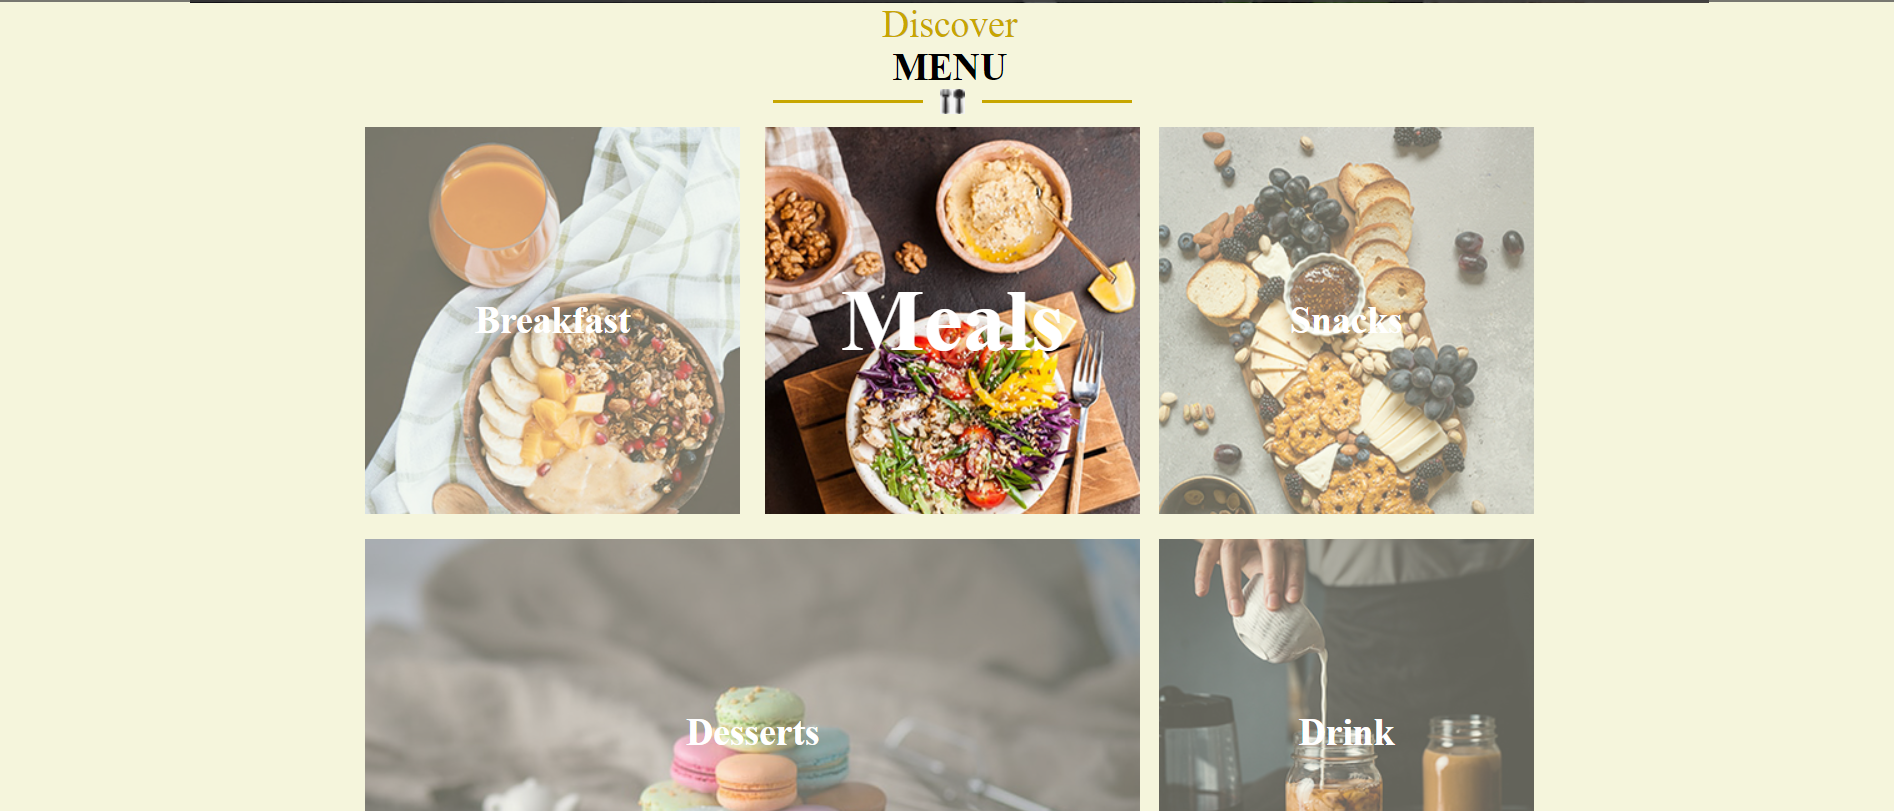 Discover
MENU
Breakfast
Meals
Snacks
Desserts
Drink